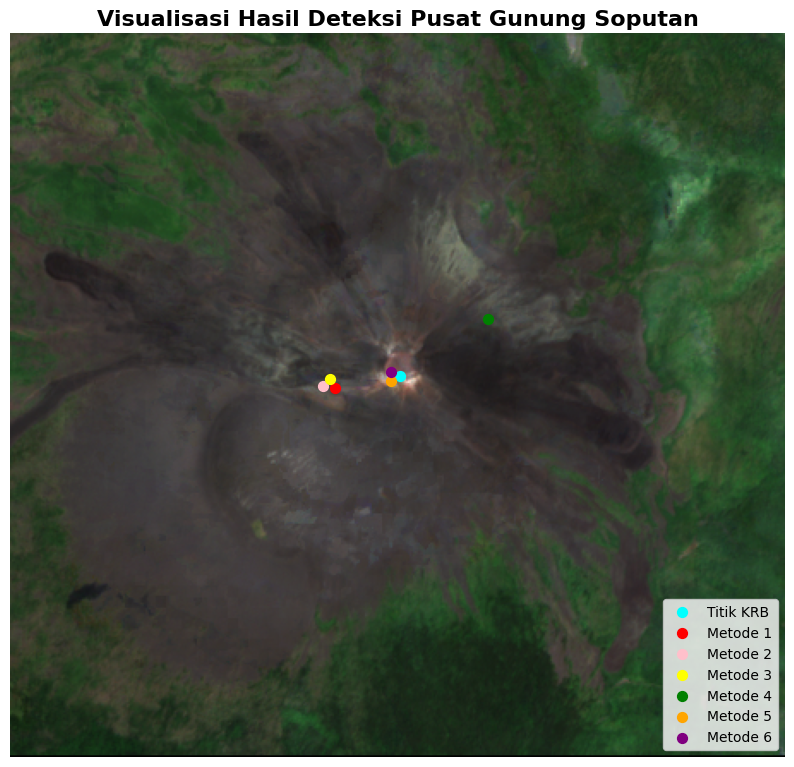 Visualisasi Hasil Deteksi Pusat Gunung Soputan
Titik KRB
Metode 1
Metode 2
Metode 3
Metode 4
Metode 5
Metode 6